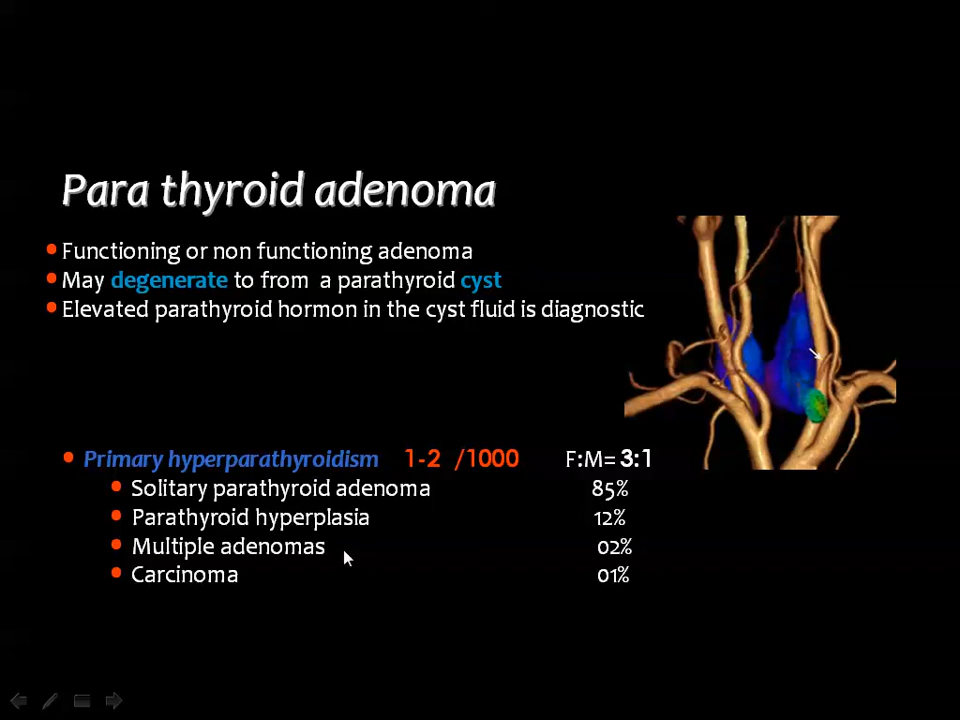 Para thyroid adenoma
•Functioning or non functioning adenoma
•May degenerate to from a parathyroid cyst
•Elevated parathyroid hormon in the cyst fluid is diagnostic
• Primary hyperparathyroidism 1-2 /1000 F:M= 3:1
• Solitary parathyroid adenoma 85%
• Parathyroid hyperplasia 12%
• Multiple adenomas 02%
• Carcinoma 01%